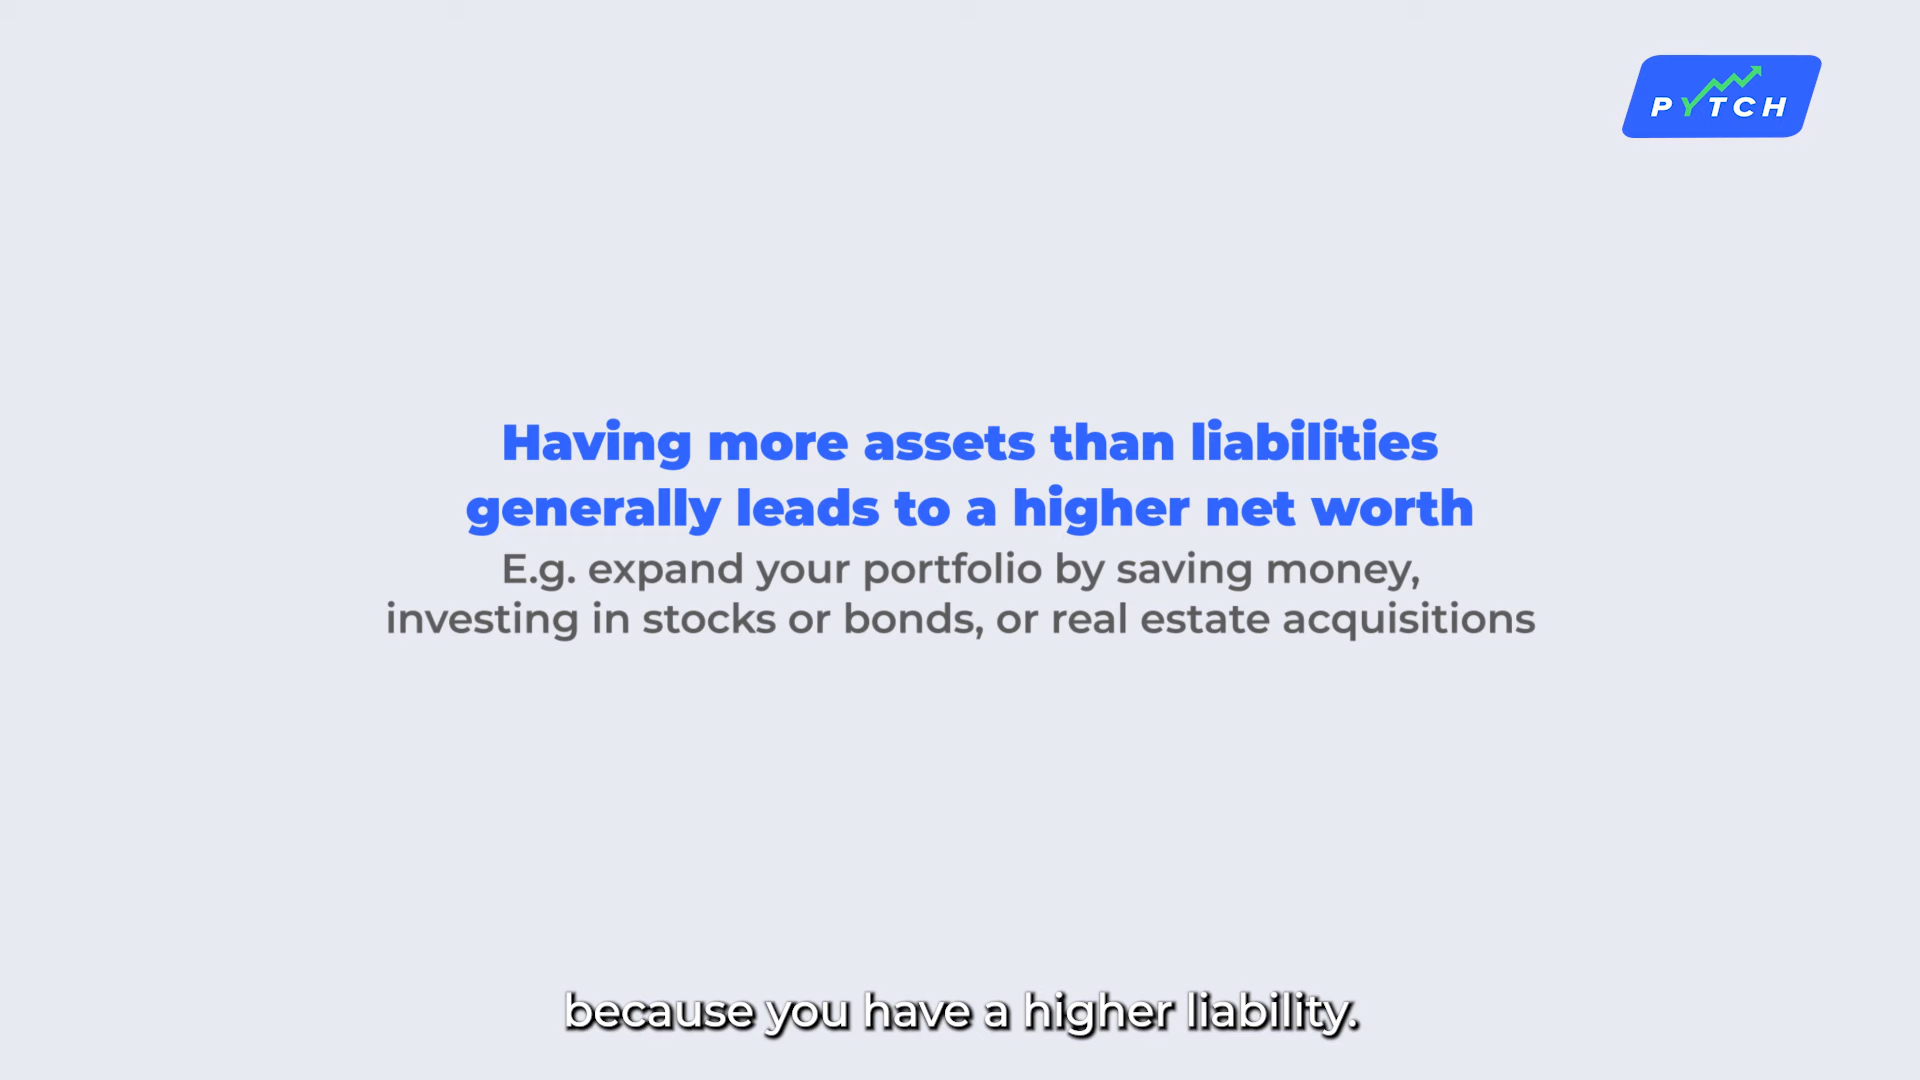 PYTCH
Having more assets than liabilities
generally leads to a higher net worth
E.g. expand your portfolio by saving money,
investing in stocks or bonds, or real estate acquisitions
because you have a higher liability.